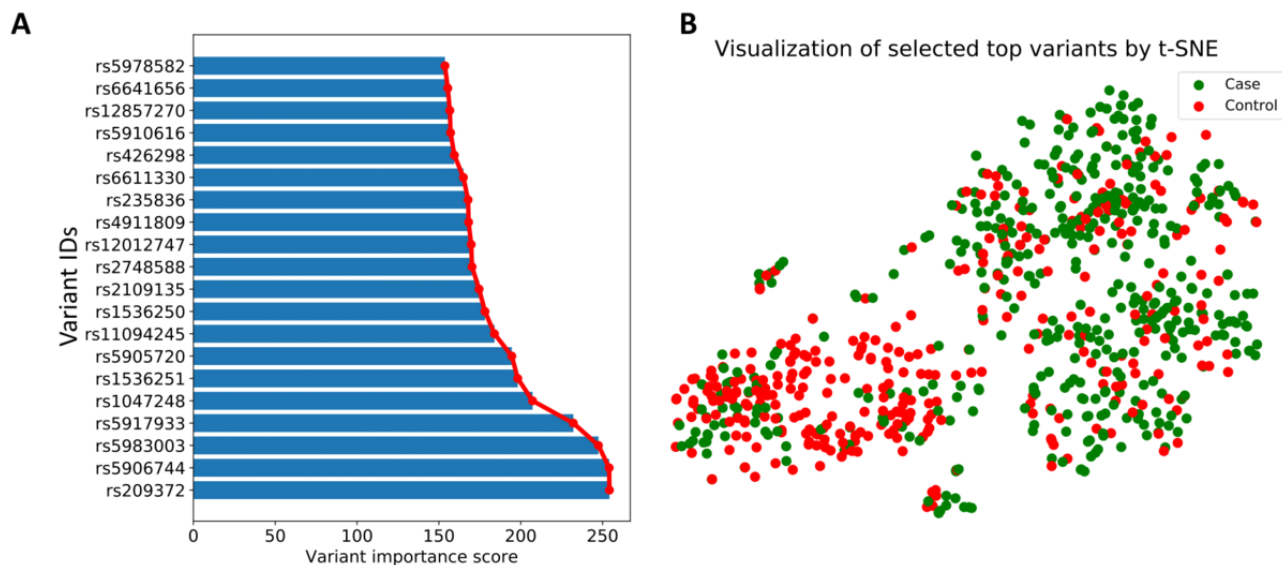 A
rs5978582
rs6641656
rs12857270
rs5910616
rs426298
rs6611330
rs235836
rs4911809
rs12012747
rs2748588
rs2109135
rs1536250
rs11094245
rs5905720
rs1536251
rs1047248
rs5917933
rs5983003
rs5906744
rs209372
Variant IDs
0 50 100 150 200 250
Variant importance score
B
Visualization of selected top variants by t-SNE
Case
Control